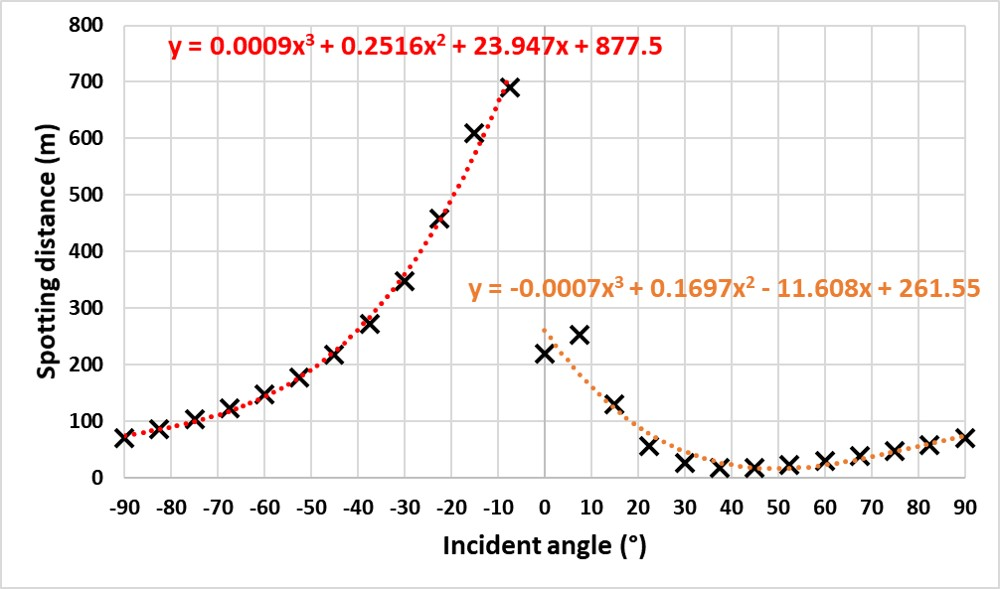 y = 0.0009x³ + 0.2516x² + 23.947x + 877.5
y = -0.0007x³ + 0.1697x² - 11.608x + 261.55
Spotting distance (m)
800
700
600
500
400
300
200
100
0
-90 -80 -70 -60 -50 -40 -30 -20 -10 0 10 20 30 40 50 60 70 80 90
Incident angle (°)